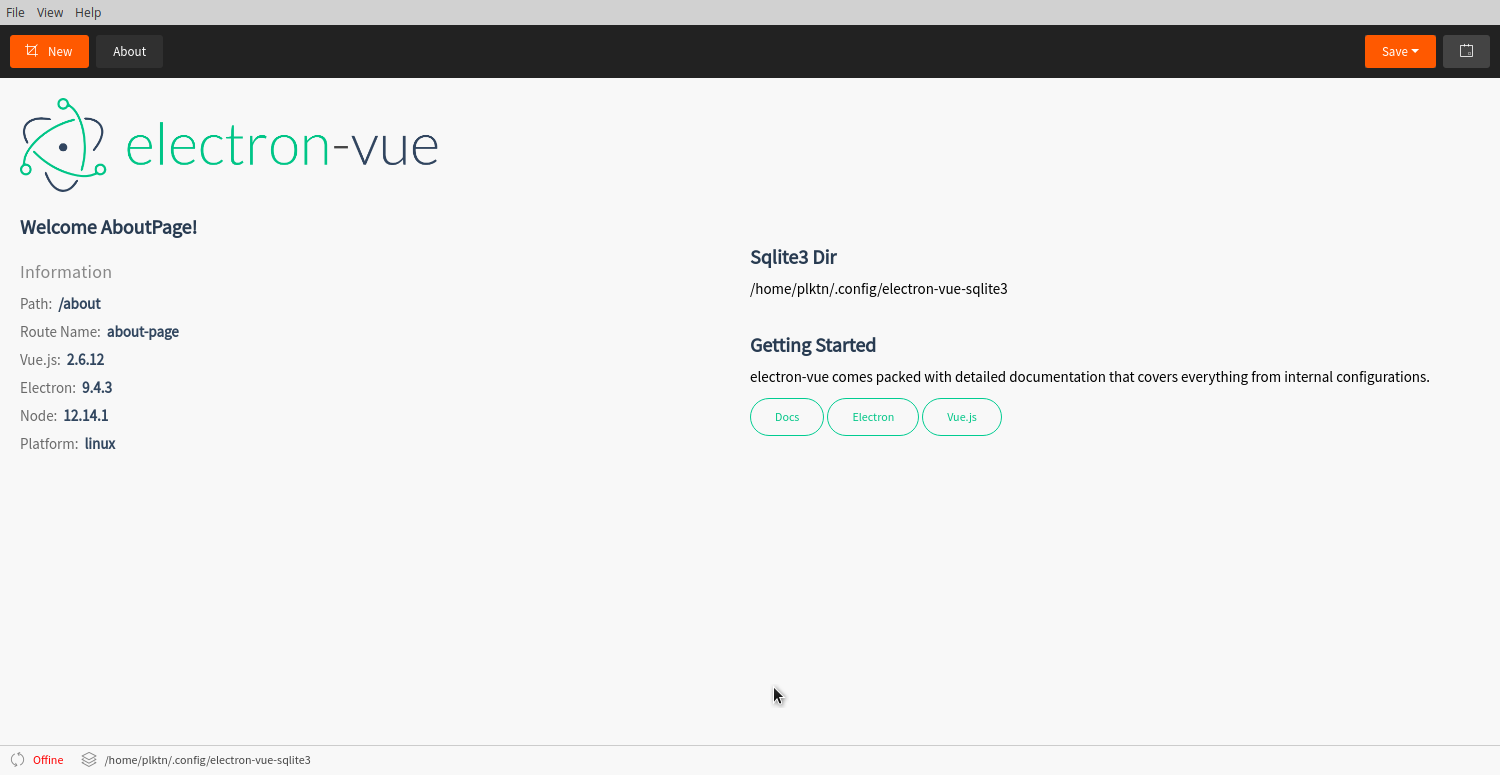 File View Help
New About Save
electron-vue
Welcome AboutPage!
Information
Path: /about
Route Name: about-page
Vue.js: 2.6.12
Electron: 9.4.3
Node: 12.14.1
Platform: linux
Sqlite3 Dir
/home/plktn/.config/electron-vue-sqlite3
Getting Started
electron-vue comes packed with detailed documentation that covers everything from internal configurations.
Docs Electron Vue.js
Offine /home/plktn/.config/electron-vue-sqlite3